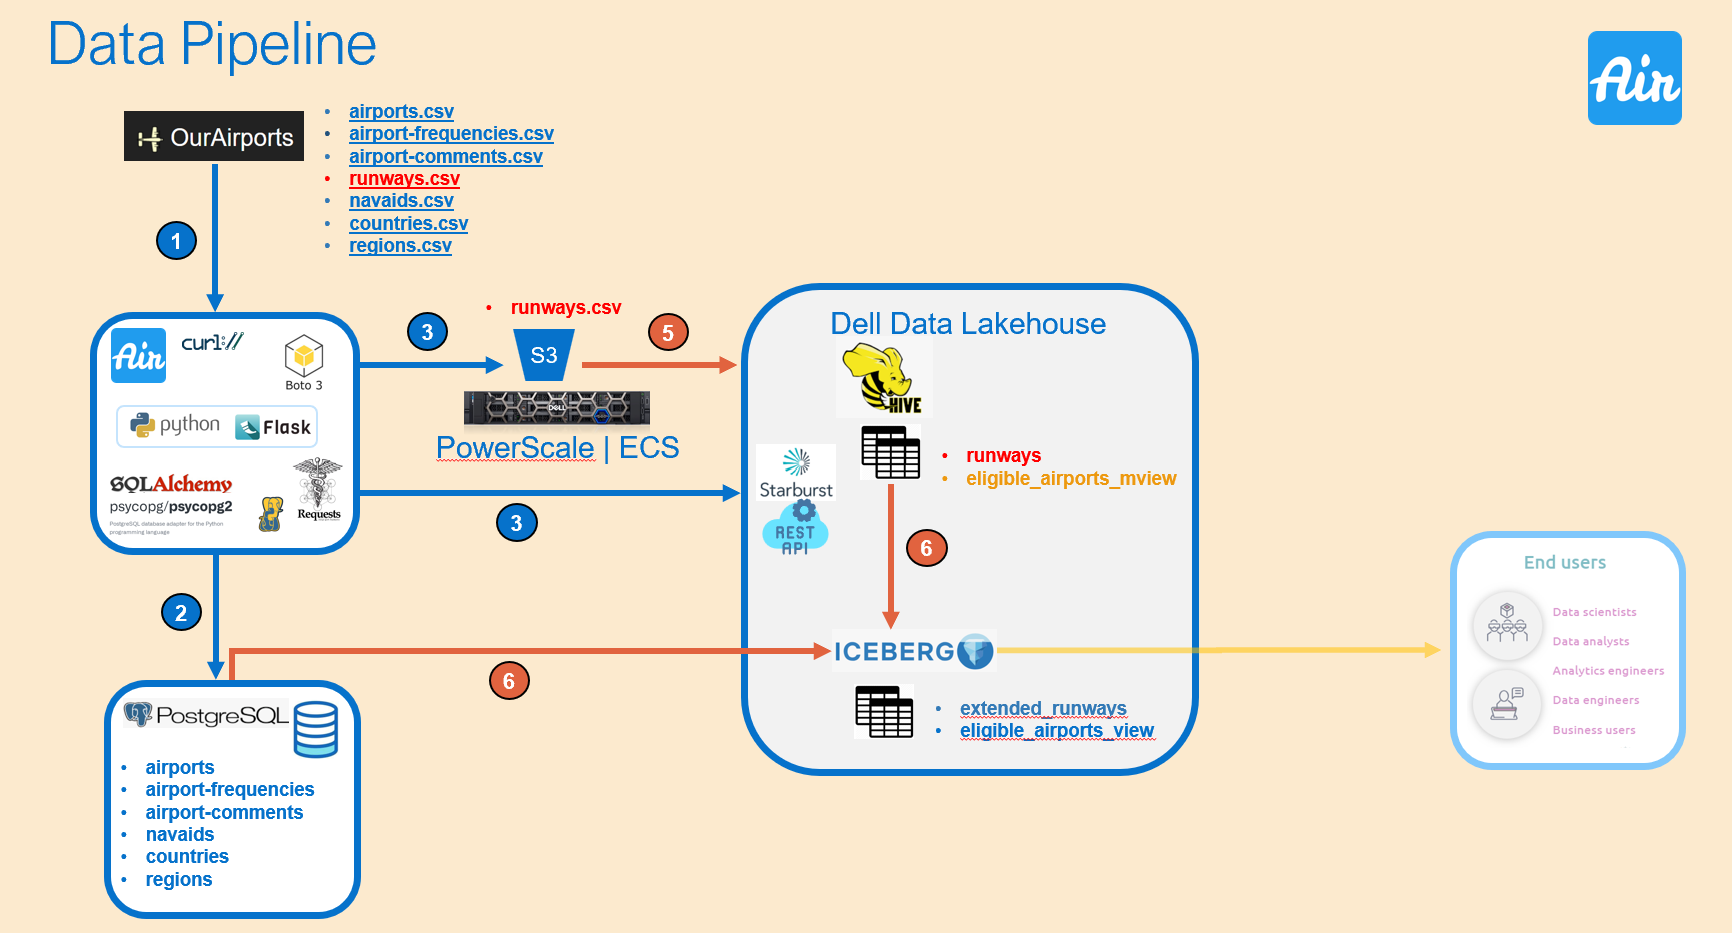 Data Pipeline
Air
OurAirports
• airports.csv
• airport-frequencies.csv
• airport-comments.csv
• runways.csv
• navaids.csv
• countries.csv
• regions.csv
1
Air
curl://
Boto 3
python
Flask
SQLAlchemy
psycopg/psycopg2
PostgreSQL database adapter for the Python
programming language
Requests
3
• runways.csv
S3
5
DELL
PowerScale | ECS
3
Dell Data Lakehouse
HIVE
• runways
• eligible_airports_mview
Starburst
REST
API
6
2
6
ICEBERG
• extended_runways
• eligible_airports_view
PostgreSQL
• airports
• airport-frequencies
• airport-comments
• navaids
• countries
• regions
End users
Data scientists
Data analysts
Analytics engineers
Data engineers
Business users